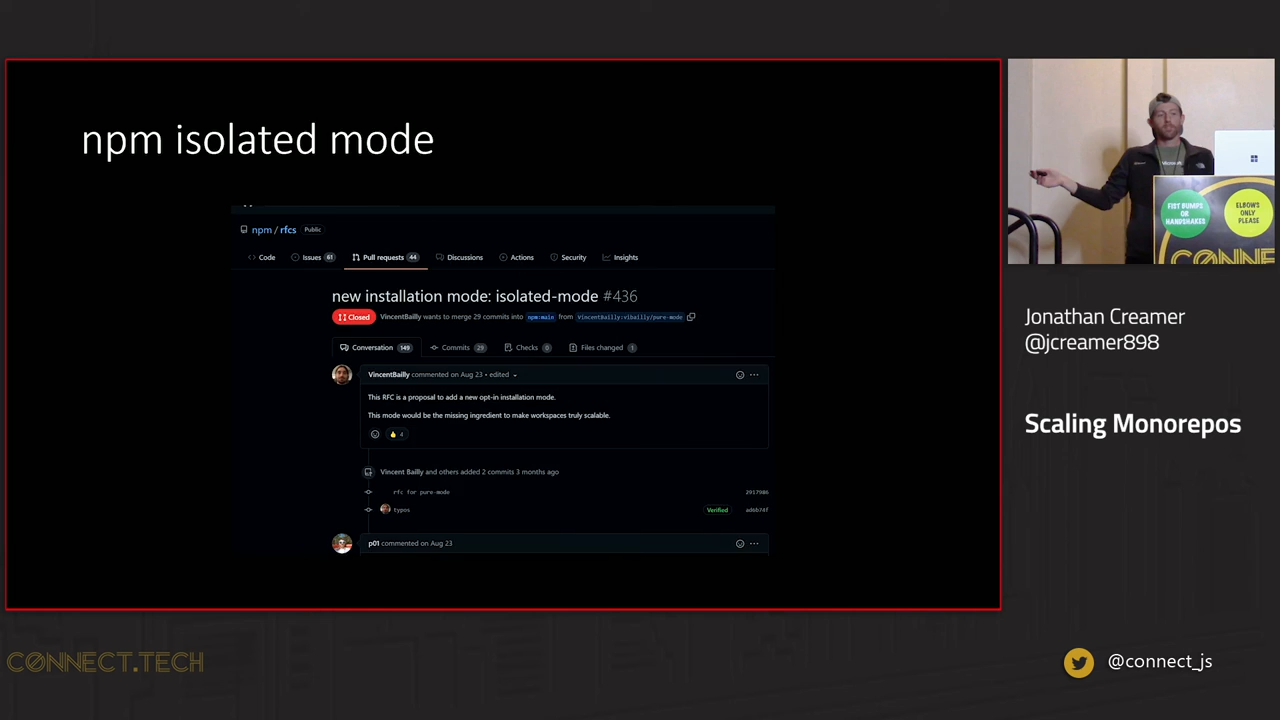 npm isolated mode
npm / rfcs Public
Code Issues 61 Pull requests 44 Discussions Actions Security Insights
new installation mode: isolated-mode #436
Closed VincentBailly wants to merge 29 commits into npm:main from VincentBailly:vibailly/pure-mode
Conversation 149 Commits 29 Checks 0 Files changed 1
VincentBailly commented on Aug 23 • edited
This RFC is a proposal to add a new opt-in installation mode.
This mode would be the missing ingredient to make workspaces truly scalable.
4
Vincent Bailly and others added 2 commits 3 months ago
rfc for pure-mode 2917986
typos Verified ad6b74f
p01 commented on Aug 23
Microsoft
FIST BUMPS
OR
HANDSHAKES
ELBOWS
ONLY
PLEASE
CONNE
Jonathan Creamer
@jcreamer898
Scaling Monorepos
CONNECT.TECH
@connect_js